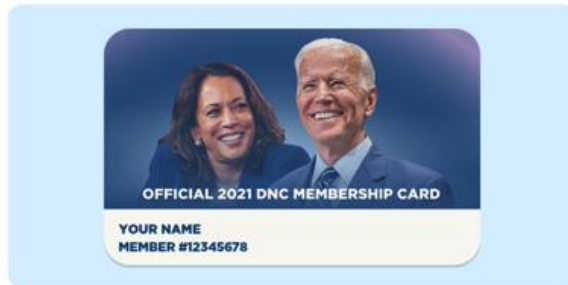 OFFICIAL 2021 DNC MEMBERSHIP CARD
YOUR NAME
MEMBER #12345678